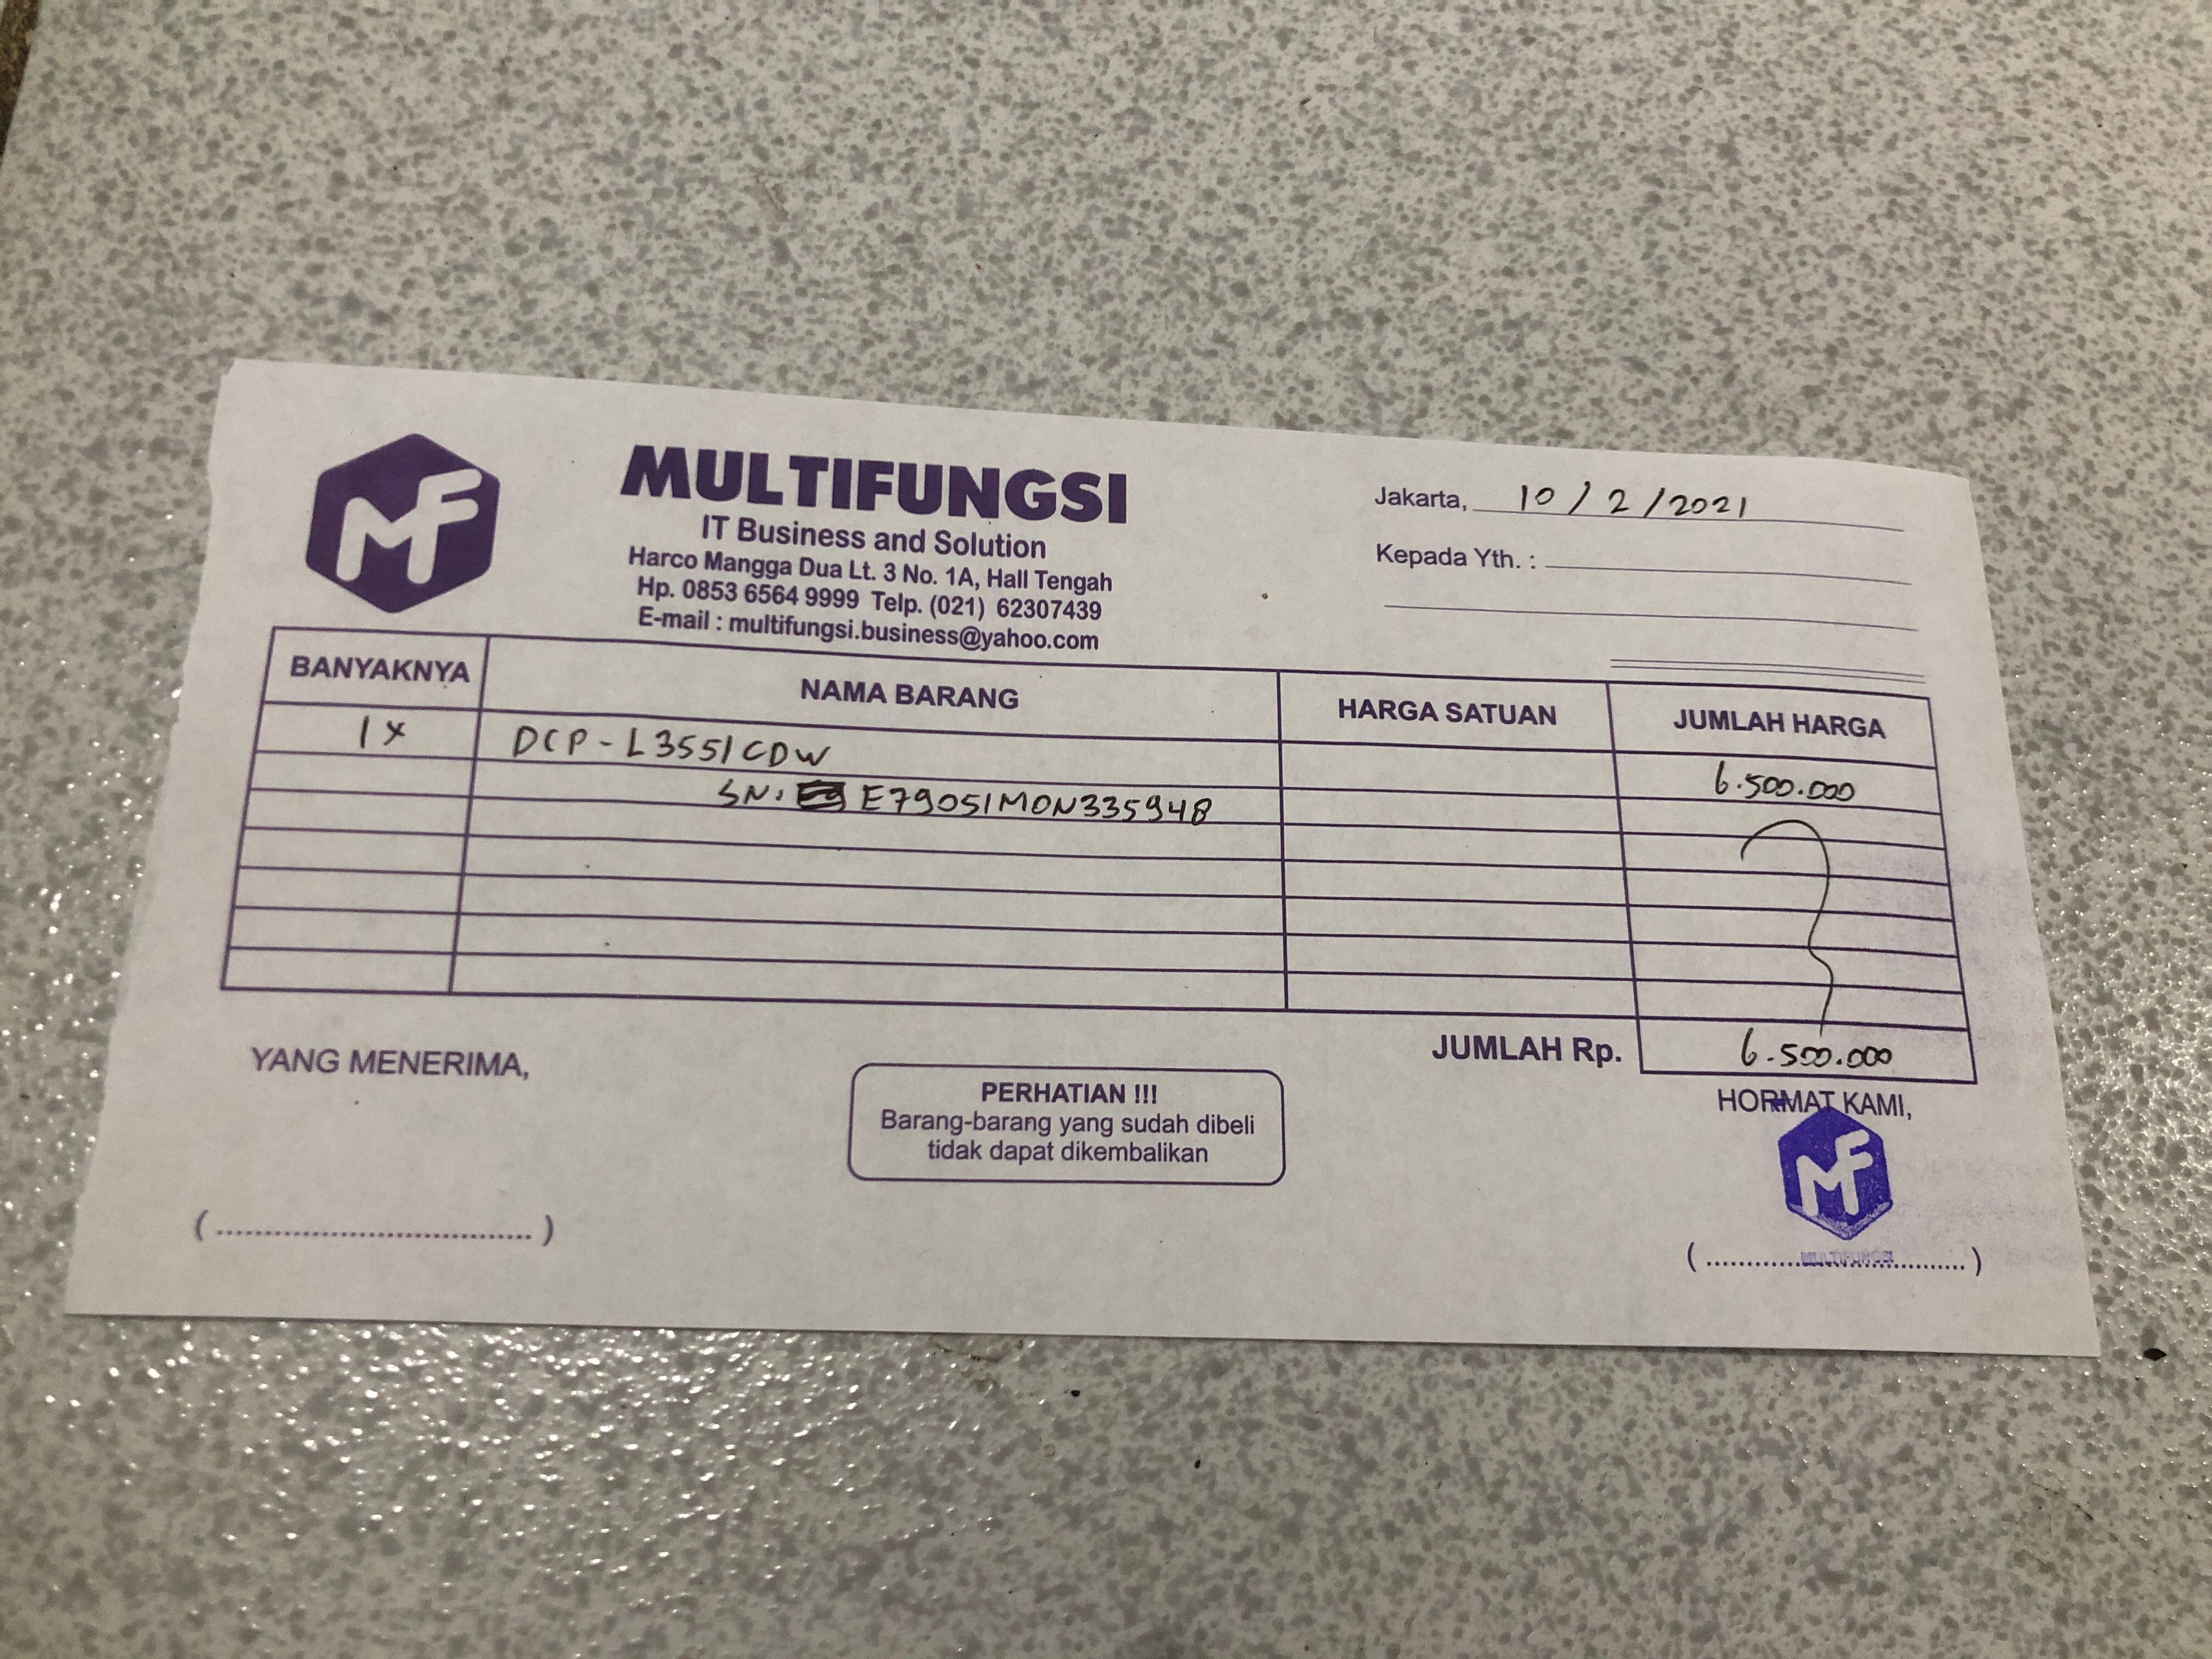 MF
MULTIFUNGSI
IT Business and Solution
Harco Mangga Dua Lt. 3 No. 1A, Hall Tengah
Hp. 0853 6564 9999 Telp. (021) 62307439
E-mail : multifungsi.business@yahoo.com
Jakarta, 10 / 2 / 2021
Kepada Yth. :
BANYAKNYA NAMA BARANG HARGA SATUAN JUMLAH HARGA
1 x DCP - L3551CDW 6.500.000
SN. E79051M0N335948
JUMLAH Rp. 6.500.000
YANG MENERIMA,
PERHATIAN !!!
Barang-barang yang sudah dibeli
tidak dapat dikembalikan
HORMAT KAMI,
MF
MULTIFUNGSI